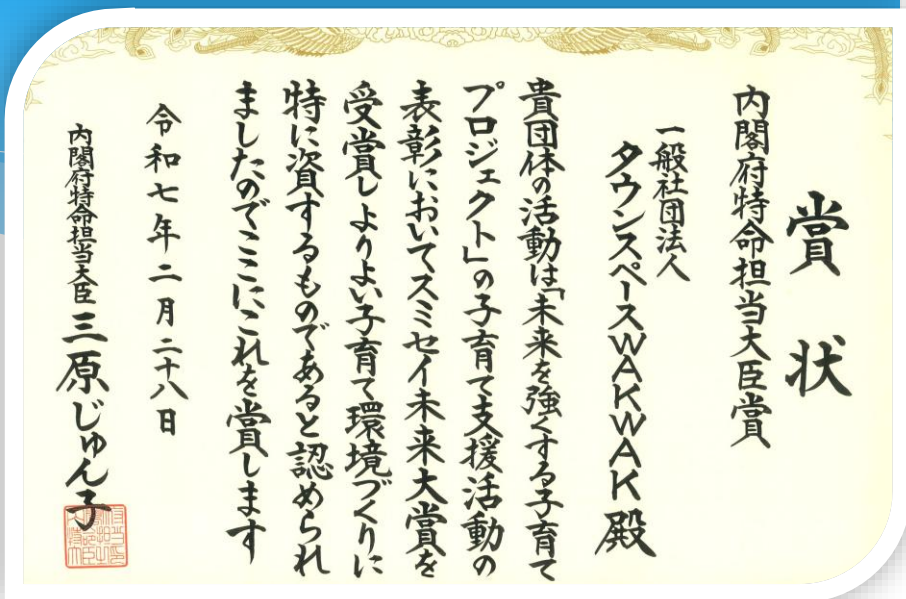 賞状
内閣府特命担当大臣賞
一般社団法人
タウンスペースWAKWAK殿
貴団体の活動は「未来を強くする子育て
プロジェクト」の子育て支援活動の
表彰においてスミセイ未来大賞を
受賞しよりよい子育て環境づくりに
特に資するものであると認められ
ましたのでここにこれを賞します
令和七年二月二十八日
内閣府特命担当大臣 三原じゅん子